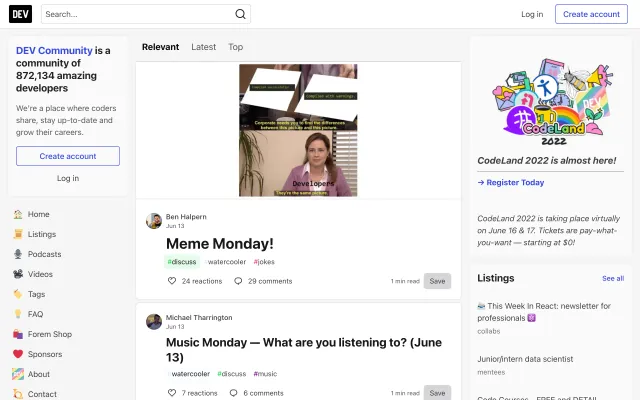 DEV
Search...
Log in
Create account
DEV Community is a
community of
872,134 amazing
developers
We're a place where coders
share, stay up-to-date and
grow their careers.
Create account
Log in
Home
Listings
Podcasts
Videos
Tags
FAQ
Forem Shop
Sponsors
About
Contact
Relevant
Latest
Top
Corporate needs you to find the differences
between this picture and this picture.
Developers
They're the same picture.
Ben Halpern
Jun 13
Meme Monday!
#discuss watercooler #jokes
24 reactions
29 comments
1 min read
Save
Michael Tharrington
Jun 13
Music Monday — What are you listening to? (June
13)
watercooler #discuss #music
7 reactions
6 comments
1 min read
Save
CodeLand
2022
CodeLand 2022 is almost here!
→ Register Today
CodeLand 2022 is taking place virtually
on June 16 & 17. Tickets are pay-what-
you-want — starting at $0!
Listings
See all
This Week In React: newsletter for
professionals
collabs
Junior/intern data scientist
mentees